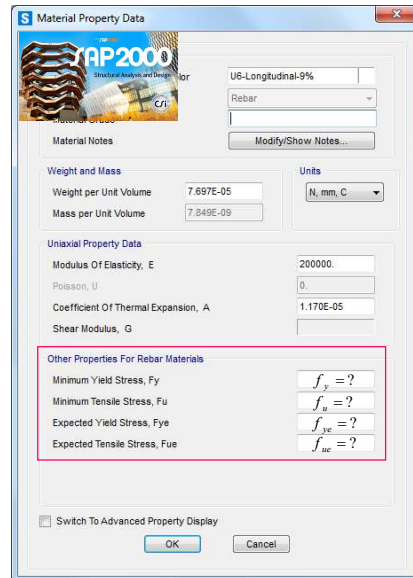 Material Property Data
SAP2000
Structural Analysis and Design
CSi
lor U6-Longitudinal-9%
Rebar
Material Grade
Material Notes Modify/Show Notes...
Weight and Mass Units
Weight per Unit Volume 7.697E-05 N, mm, C
Mass per Unit Volume 7.849E-09
Uniaxial Property Data
Modulus Of Elasticity, E 200000.
Poisson, U 0.
Coefficient Of Thermal Expansion, A 1.170E-05
Shear Modulus, G
Other Properties For Rebar Materials
Minimum Yield Stress, Fy f_y = ?
Minimum Tensile Stress, Fu f_u = ?
Expected Yield Stress, Fye f_ye = ?
Expected Tensile Stress, Fue f_ue = ?
Switch To Advanced Property Display
OK Cancel